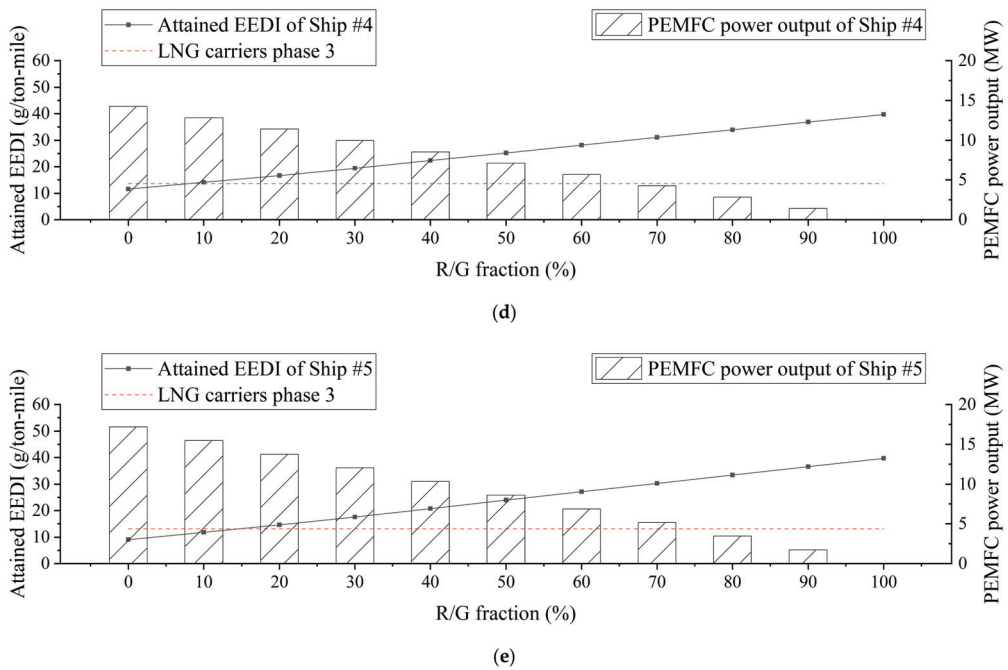 Attained EEDI of Ship #4
LNG carriers phase 3
PEMFC power output of Ship #4
Attained EEDI (g/ton-mile)
60
50
40
30
20
10
0
20
15
10
5
0
PEMFC power output (MW)
0 10 20 30 40 50 60 70 80 90 100
R/G fraction (%)
(d)
Attained EEDI of Ship #5
LNG carriers phase 3
PEMFC power output of Ship #5
Attained EEDI (g/ton-mile)
60
50
40
30
20
10
0
20
15
10
5
0
PEMFC power output (MW)
0 10 20 30 40 50 60 70 80 90 100
R/G fraction (%)
(e)